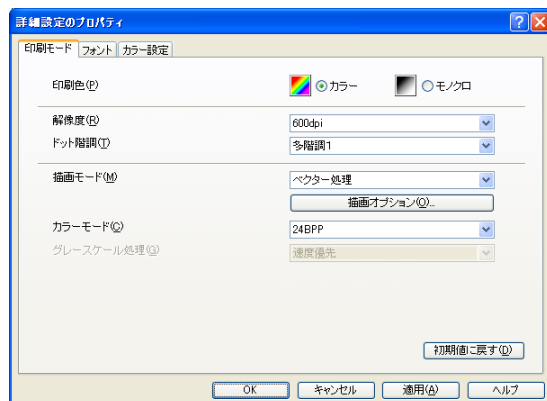 詳細設定のプロパティ
印刷モード フォント カラー設定
印刷色(P) カラー モノクロ
解像度(R) 600dpi
ドット階調(T) 多階調1
描画モード(M) ベクター処理
描画オプション(O)...
カラーモード(C) 24BPP
グレースケール処理(G) 速度優先
初期値に戻す(D)
OK キャンセル 適用(A) ヘルプ